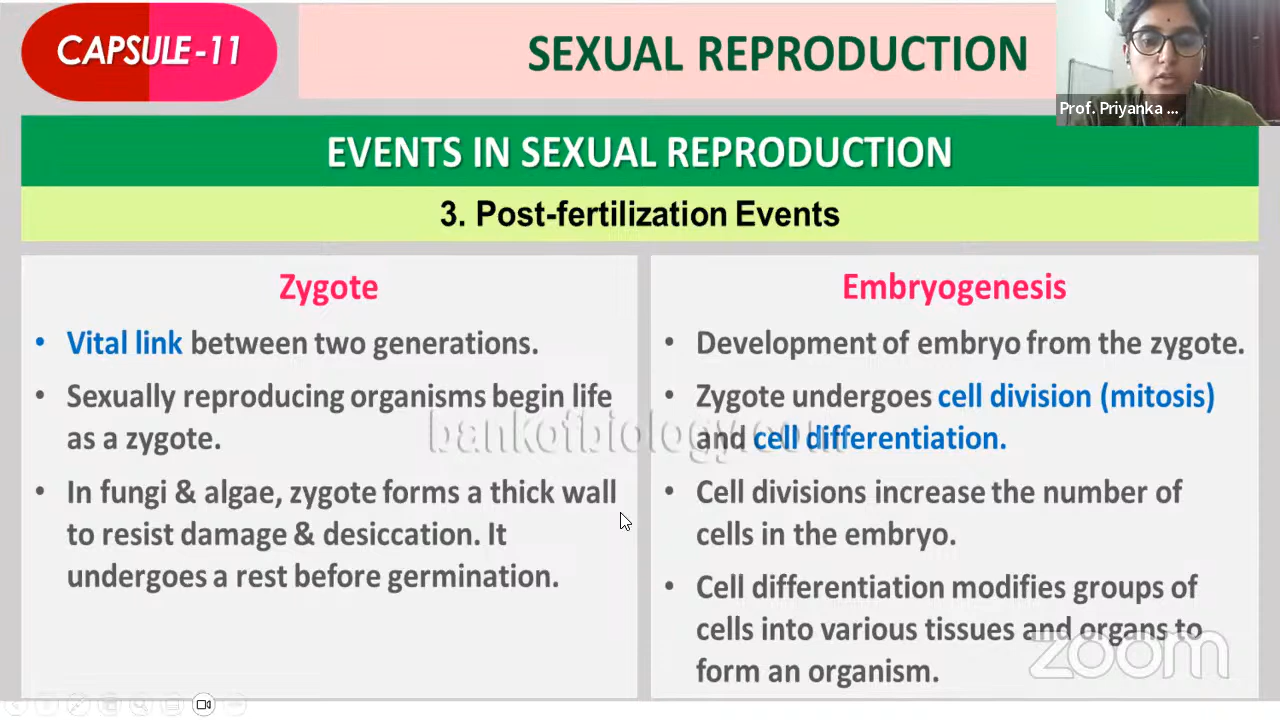 CAPSULE-11
SEXUAL REPRODUCTION
Prof. Priyanka ...
EVENTS IN SEXUAL REPRODUCTION
3. Post-fertilization Events
Zygote
• Vital link between two generations.
• Sexually reproducing organisms begin life
as a zygote.
• In fungi & algae, zygote forms a thick wall
to resist damage & desiccation. It
undergoes a rest before germination.
Embryogenesis
• Development of embryo from the zygote.
• Zygote undergoes cell division (mitosis)
and cell differentiation.
• Cell divisions increase the number of
cells in the embryo.
• Cell differentiation modifies groups of
cells into various tissues and organs to
form an organism.
bankofbiology.com
zoom